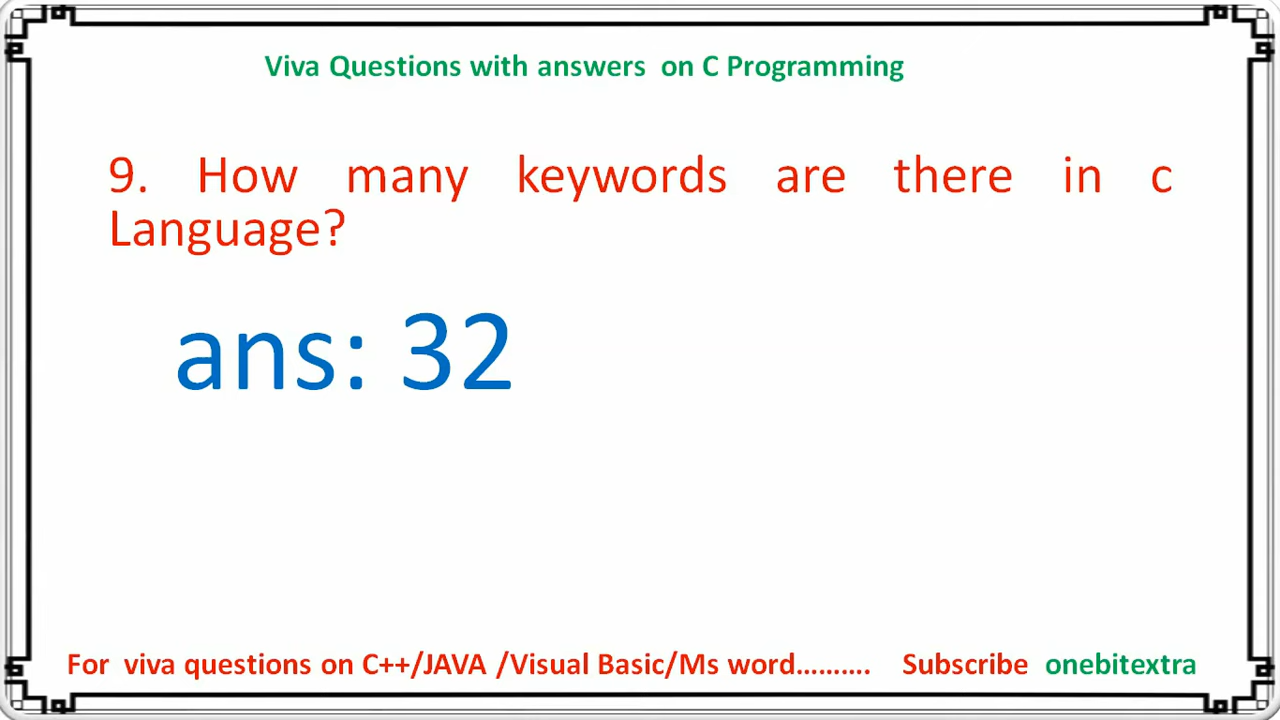 Viva Questions with answers on C Programming
9. How many keywords are there in c
Language?
ans: 32
For viva questions on C++/JAVA /Visual Basic/Ms word.......... Subscribe onebitextra